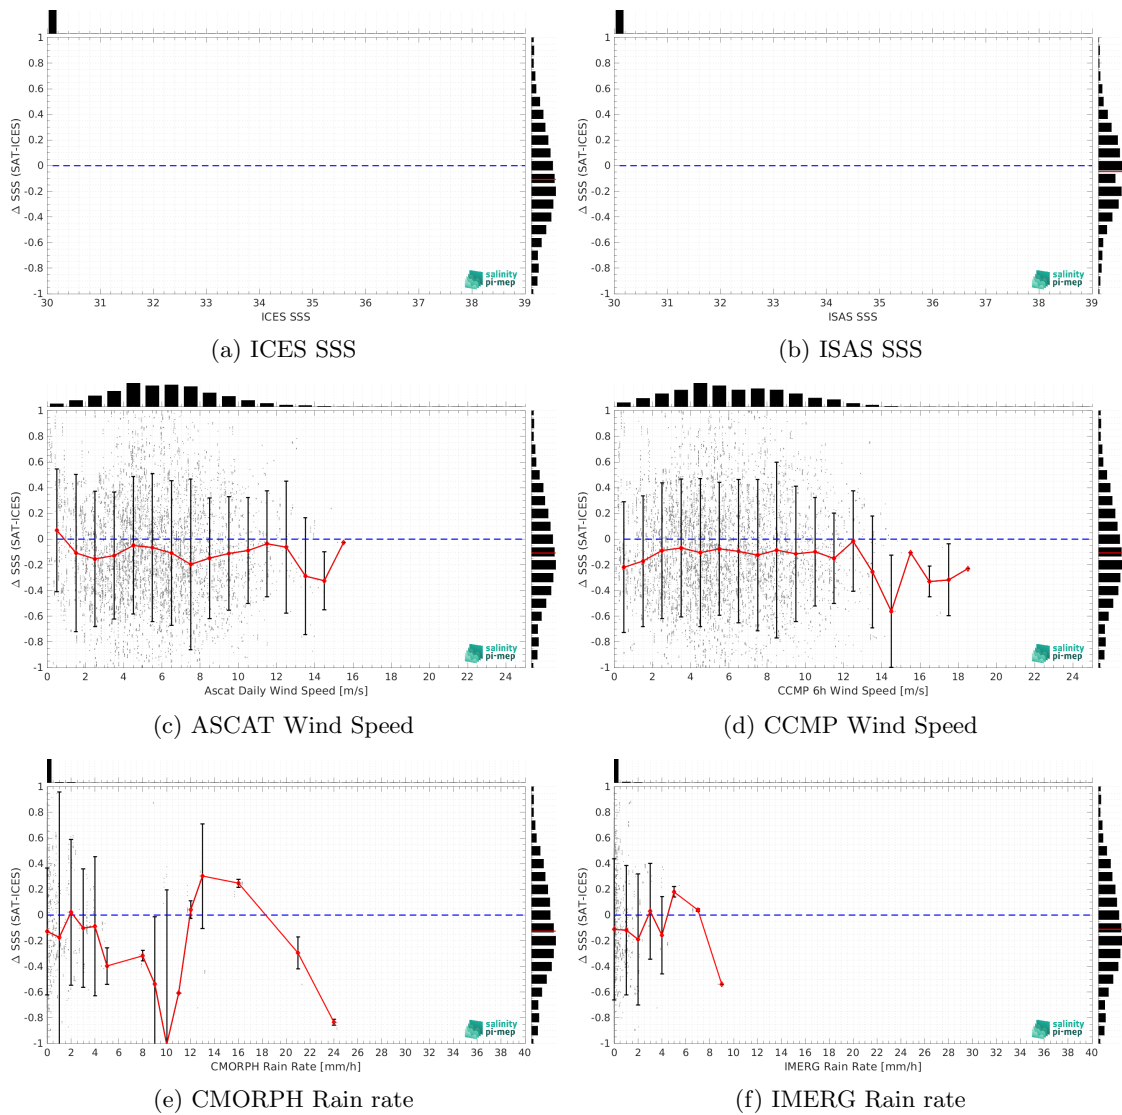 1
0.8
0.6
0.4
0.2
0
-0.2
-0.4
-0.6
-0.8
-1
Δ SSS (SAT-ICES)
30 31 32 33 34 35 36 37 38 39
ICES SSS
salinity
pi-mep
(a) ICES SSS
1
0.8
0.6
0.4
0.2
0
-0.2
-0.4
-0.6
-0.8
-1
Δ SSS (SAT-ICES)
30 31 32 33 34 35 36 37 38 39
ISAS SSS
salinity
pi-mep
(b) ISAS SSS
1
0.8
0.6
0.4
0.2
0
-0.2
-0.4
-0.6
-0.8
-1
Δ SSS (SAT-ICES)
0 2 4 6 8 10 12 14 16 18 20 22 24
Ascat Daily Wind Speed [m/s]
salinity
pi-mep
(c) ASCAT Wind Speed
1
0.8
0.6
0.4
0.2
0
-0.2
-0.4
-0.6
-0.8
-1
Δ SSS (SAT-ICES)
0 2 4 6 8 10 12 14 16 18 20 22 24
CCMP 6h Wind Speed [m/s]
salinity
pi-mep
(d) CCMP Wind Speed
1
0.8
0.6
0.4
0.2
0
-0.2
-0.4
-0.6
-0.8
-1
Δ SSS (SAT-ICES)
0 2 4 6 8 10 12 14 16 18 20 22 24 26 28 30 32 34 36 38 40
CMORPH Rain Rate [mm/h]
salinity
pi-mep
(e) CMORPH Rain rate
1
0.8
0.6
0.4
0.2
0
-0.2
-0.4
-0.6
-0.8
-1
Δ SSS (SAT-ICES)
0 2 4 6 8 10 12 14 16 18 20 22 24 26 28 30 32 34 36 38 40
IMERG Rain Rate [mm/h]
salinity
pi-mep
(f) IMERG Rain rate